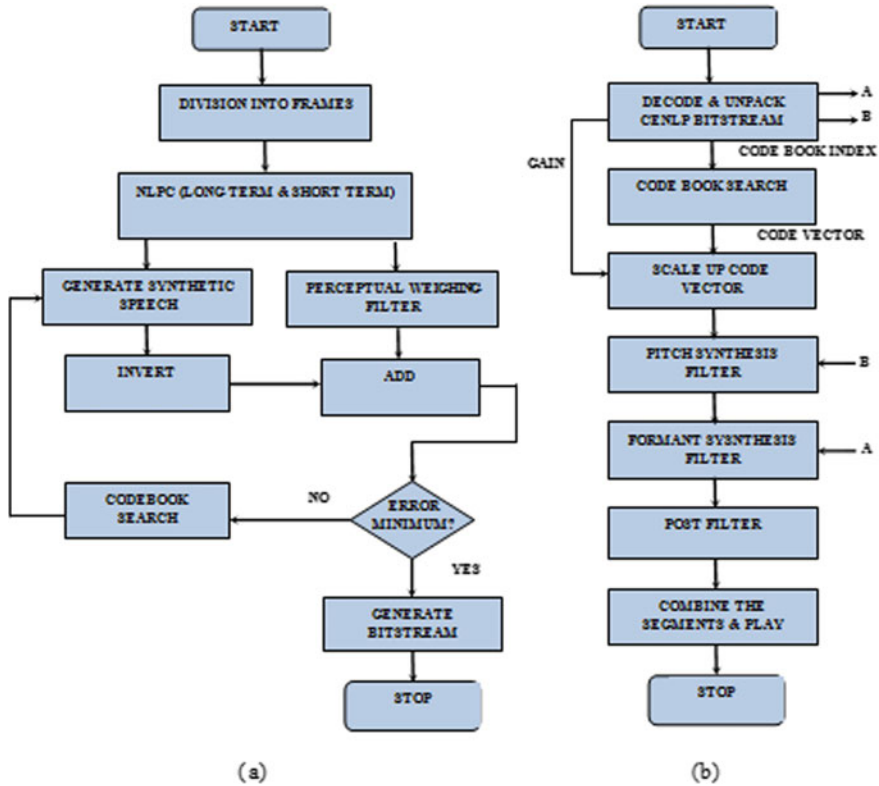 START
DIVISION INTO FRAMES
NLPC (LONG TERM & SHORT TERM)
GENERATE SYNTHETIC
SPEECH
PERCEPTUAL WEIGHING
FILTER
INVERT
ADD
CODEBOOK
SEARCH
NO
ERROR
MINIMUM?
YES
GENERATE
BITSTREAM
STOP
(a)
START
DECODE & UNPACK
CENLP BITSTREAM
A
B
GAIN
CODE BOOK INDEX
CODE BOOK SEARCH
CODE VECTOR
SCALE UP CODE
VECTOR
PITCH SYNTHESIS
FILTER
B
FORMANT SYSNTHESIS
FILTER
A
POST FILTER
COMBINE THE
SEGMENTS & PLAY
STOP
(b)